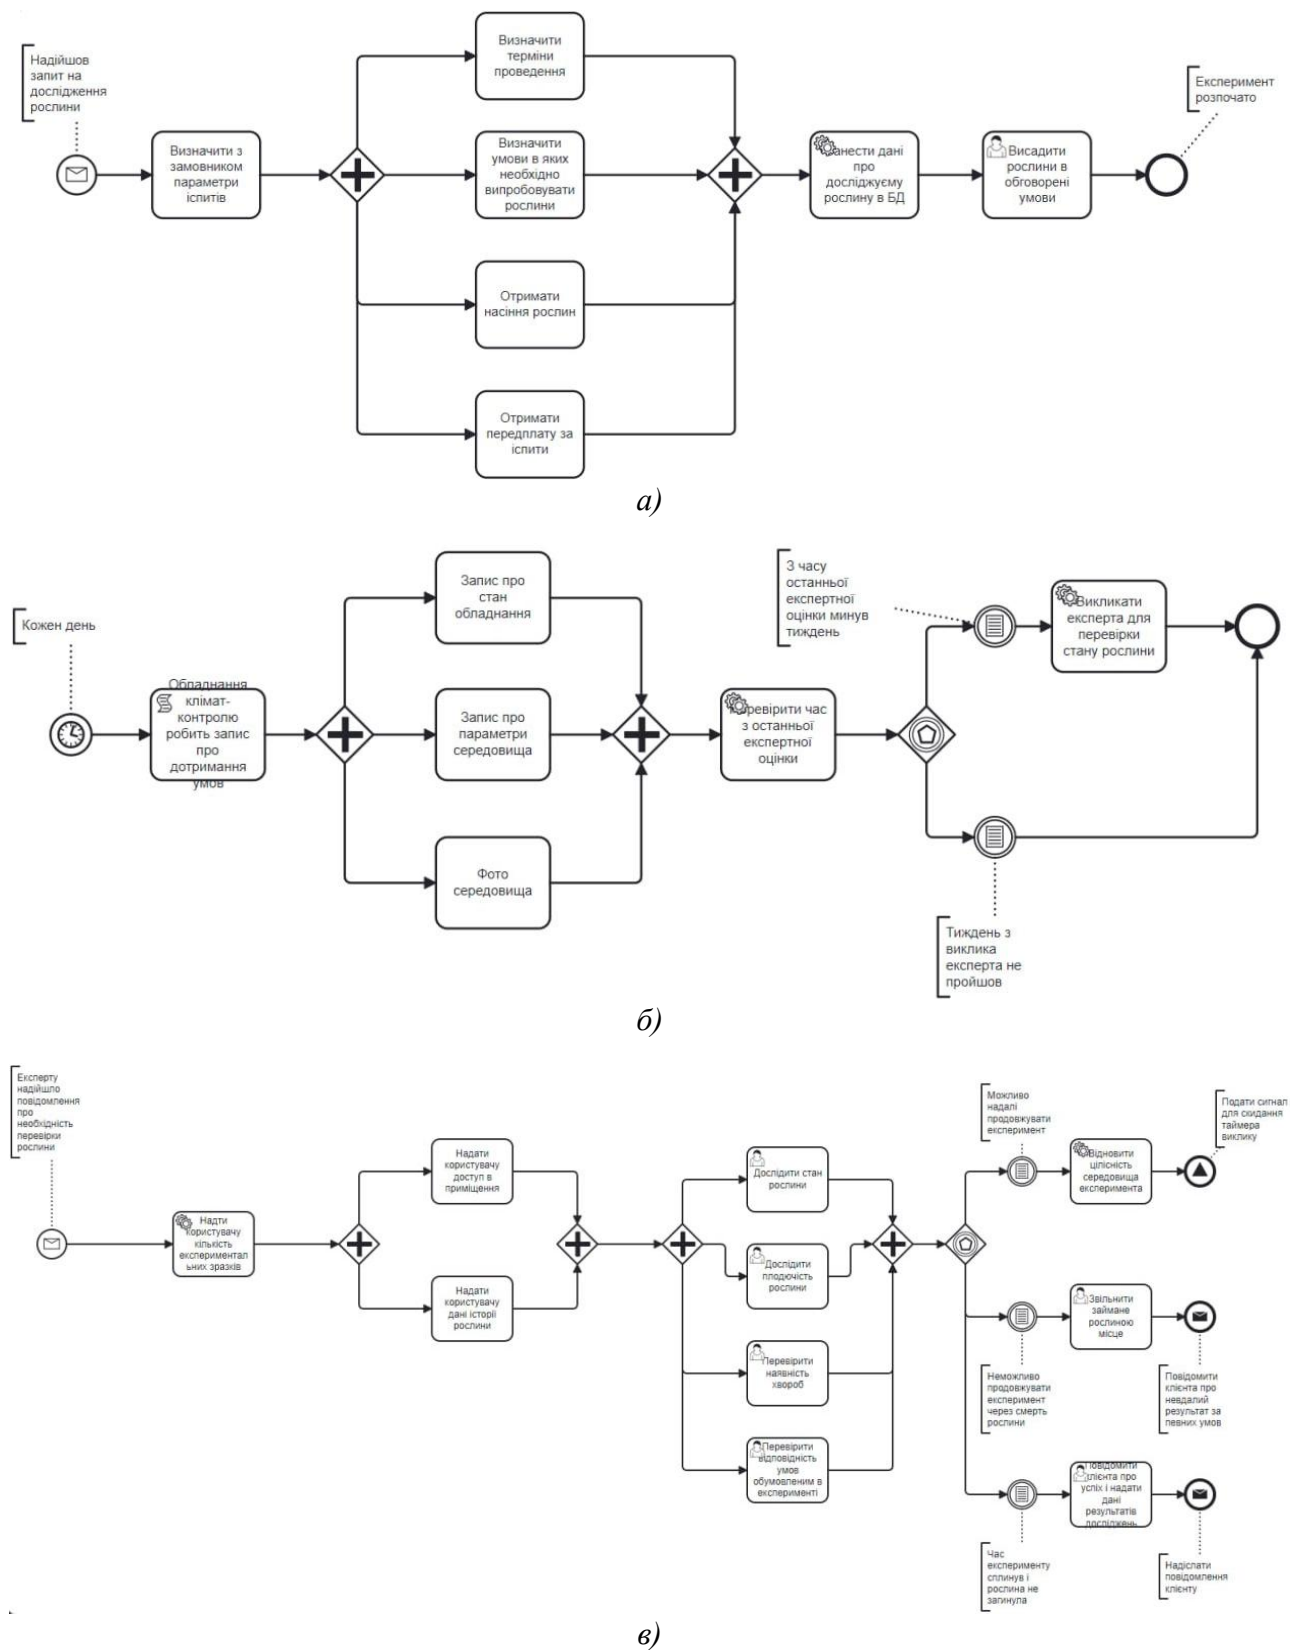 Надійшов
запит на
дослідження
рослини
Визначити з
замовником
параметри
іспитів
Визначити
терміни
проведення
Визначити
умови в яких
необхідно
випробовувати
рослини
Отримати
насіння рослин
Отримати
передплату за
іспити
анести дані
про
досліджуєму
рослину в БД
Висадити
рослини в
обговорені
умови
Експеримент
розпочато
а)
Кожен день
Обладнання
клімат-
контролю
робить запис
про
дотримання
умов
Запис про
стан
обладнання
Запис про
параметри
середовища
Фото
середовища
еревірити час
з останньої
експертної
оцінки
З часу
останньої
експертної
оцінки минув
тиждень
Викликати
експерта для
перевірки
стану рослини
Тиждень з
виклика
експерта не
пройшов
б)
Експерту
надійшло
повідомлення
про
необхідність
перевірки
рослини
Надти
користувачу
кількість
експериментал
ьних зразків
Надати
користувачу
доступ в
приміщення
Надати
користувачу
дані історії
рослини
Дослідити стан
рослини
Дослідити
плодючість
рослини
Перевірити
наявність
хвороб
Перевірити
відповідність
умов
обумовленим в
експерименті
Можливо
надалі
продовжувати
експеримент
Відновити
цілісність
середовища
експеримента
Подати сигнал
для скидання
таймера
виклику
Неможливо
продовжувати
експеримент
через смерть
рослини
Звільнити
займане
рослиною
місце
Повідомити
клієнта про
невдалий
результат за
певних умов
Час
експерименту
сплинув і
рослина не
загинула
Повідомити
клієнта про
успіх і надати
дані
результатів
досліджень
Надіслати
повідомлення
клієнту
в)